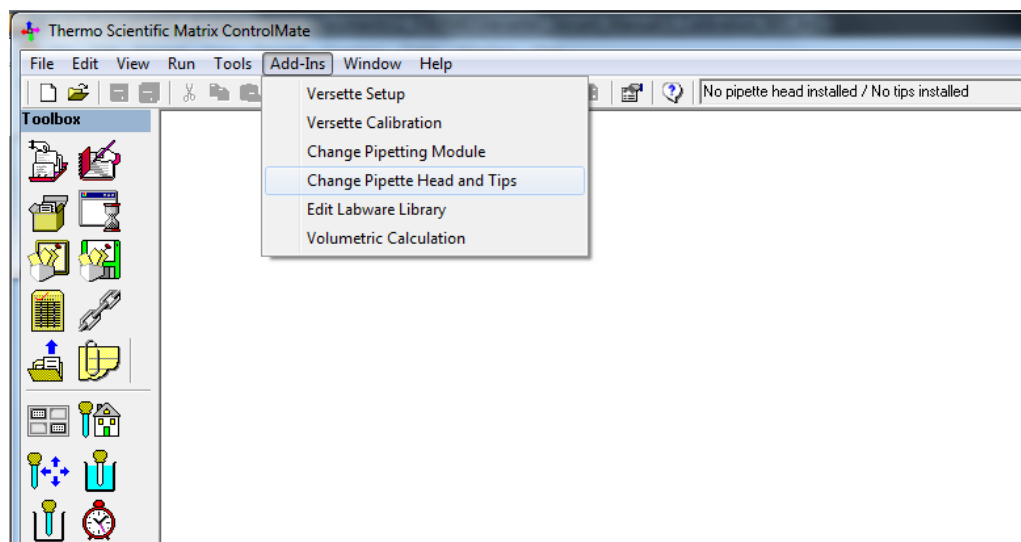 Thermo Scientific Matrix ControlMate
File Edit View Run Tools Add-Ins Window Help
No pipette head installed / No tips installed
Versette Setup
Versette Calibration
Change Pipetting Module
Change Pipette Head and Tips
Edit Labware Library
Volumetric Calculation
Toolbox